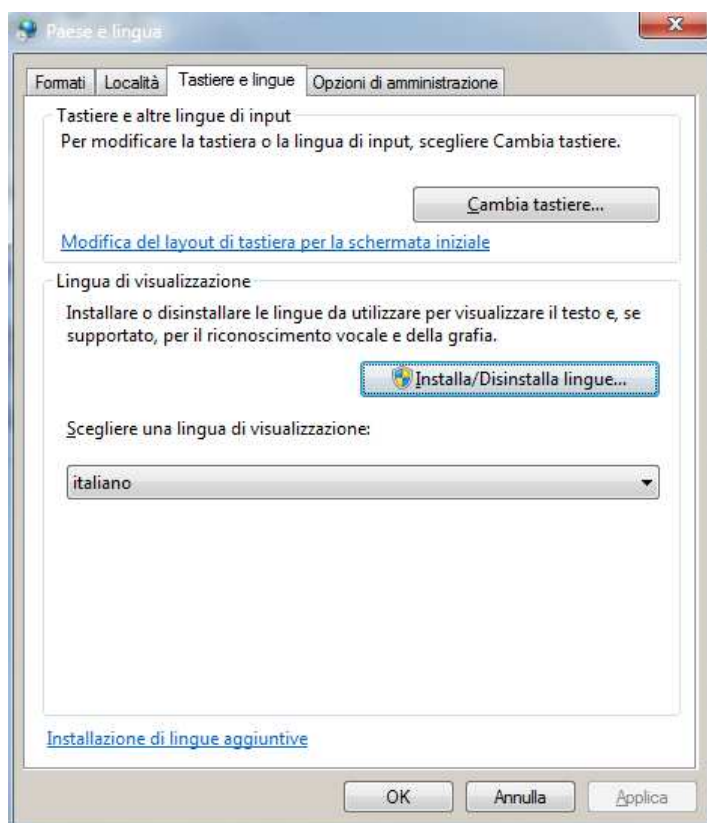 Paese e lingua
Formati Località Tastiere e lingue Opzioni di amministrazione
Tastiere e altre lingue di input
Per modificare la tastiera o la lingua di input, scegliere Cambia tastiere.
Cambia tastiere...
Modifica del layout di tastiera per la schermata iniziale
Lingua di visualizzazione
Installare o disinstallare le lingue da utilizzare per visualizzare il testo e, se
supportato, per il riconoscimento vocale e della grafia.
Installa/Disinstalla lingue...
Scegliere una lingua di visualizzazione:
italiano
Installazione di lingue aggiuntive
OK Annulla Applica